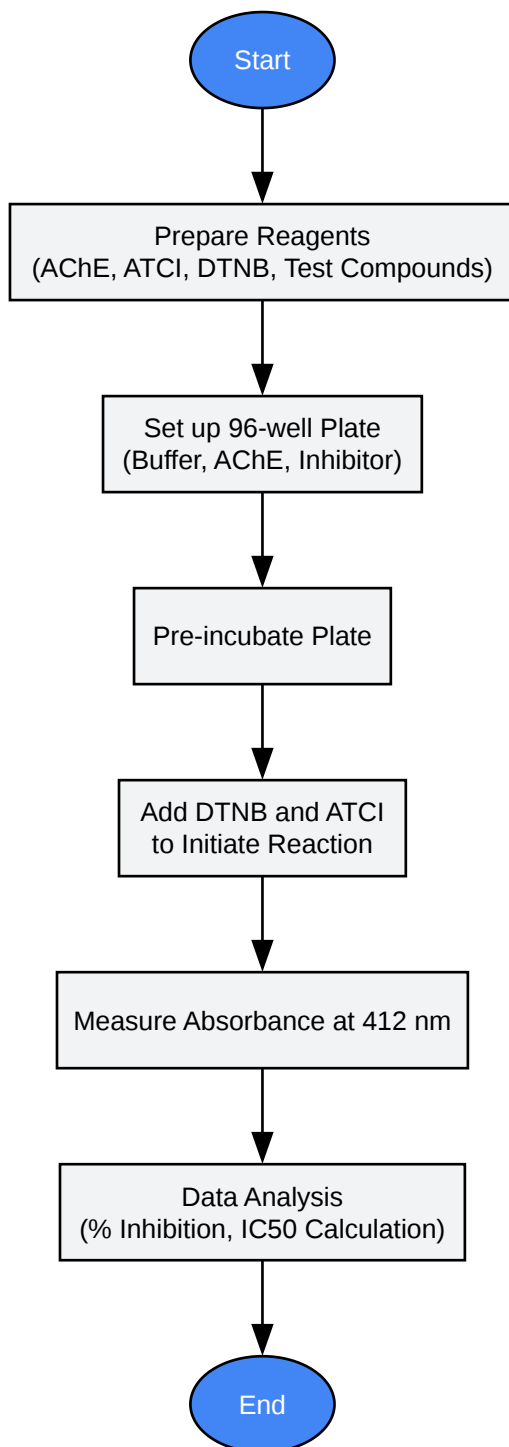 Start
Prepare Reagents
(AChE, ATCI, DTNB, Test Compounds)
Set up 96-well Plate
(Buffer, AChE, Inhibitor)
Pre-incubate Plate
Add DTNB and ATCI
to Initiate Reaction
Measure Absorbance at 412 nm
Data Analysis
(% Inhibition, IC50 Calculation)
End